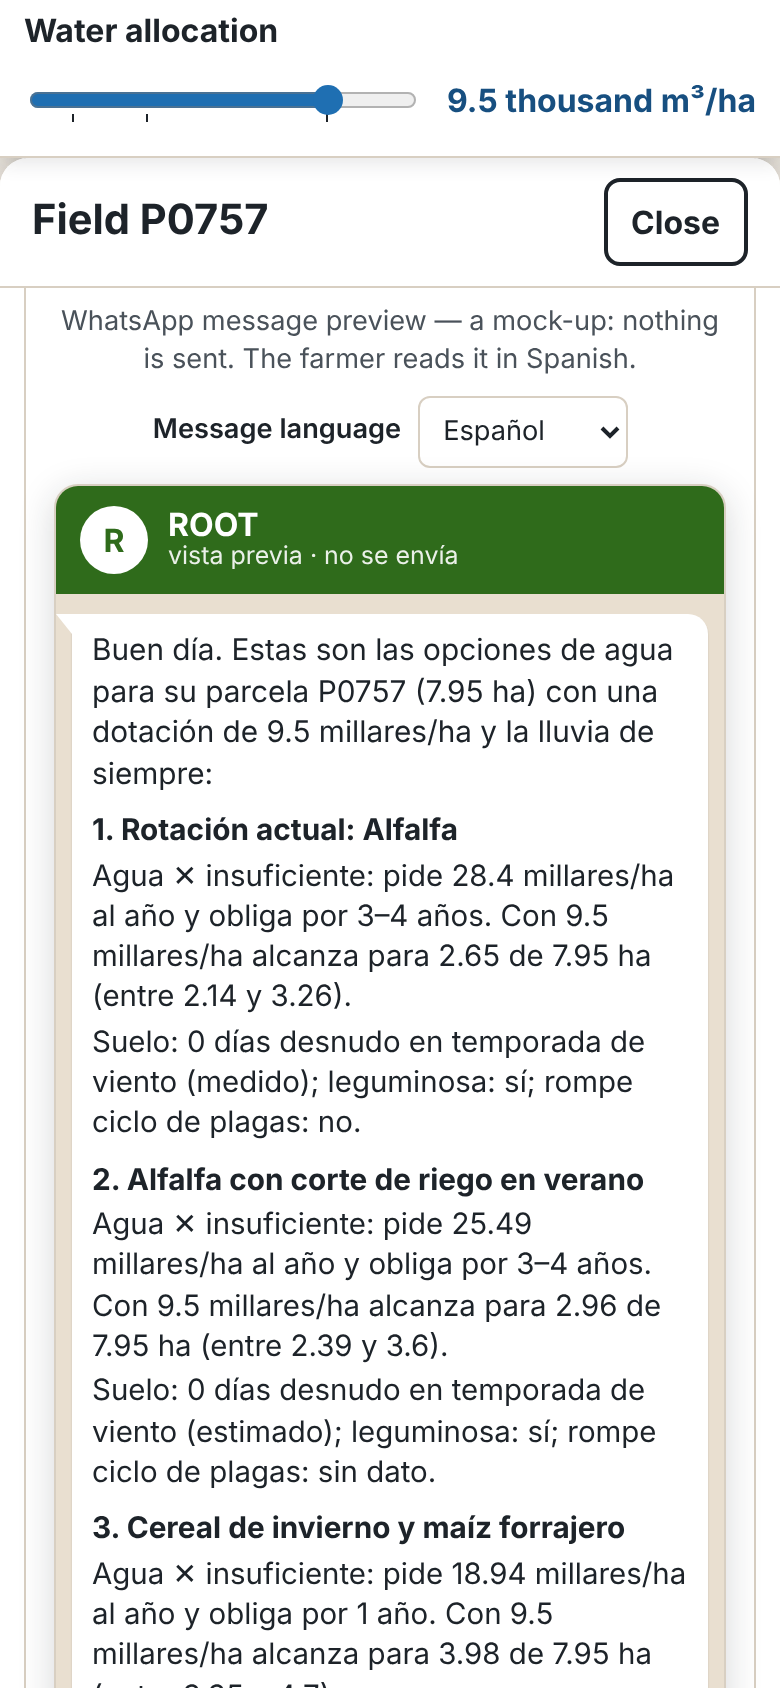 Water allocation
9.5 thousand m³/ha
Field P0757
Close
WhatsApp message preview — a mock-up: nothing
is sent. The farmer reads it in Spanish.
Message language
Español
R
ROOT
vista previa · no se envía
Buen día. Estas son las opciones de agua
para su parcela P0757 (7.95 ha) con una
dotación de 9.5 millares/ha y la lluvia de
siempre:
1. Rotación actual: Alfalfa
Agua ✕ insuficiente: pide 28.4 millares/ha
al año y obliga por 3–4 años. Con 9.5
millares/ha alcanza para 2.65 de 7.95 ha
(entre 2.14 y 3.26).
Suelo: 0 días desnudo en temporada de
viento (medido); leguminosa: sí; rompe
ciclo de plagas: no.
2. Alfalfa con corte de riego en verano
Agua ✕ insuficiente: pide 25.49
millares/ha al año y obliga por 3–4 años.
Con 9.5 millares/ha alcanza para 2.96 de
7.95 ha (entre 2.39 y 3.6).
Suelo: 0 días desnudo en temporada de
viento (estimado); leguminosa: sí; rompe
ciclo de plagas: sin dato.
3. Cereal de invierno y maíz forrajero
Agua ✕ insuficiente: pide 18.94 millares/ha
al año y obliga por 1 año. Con 9.5
millares/ha alcanza para 3.98 de 7.95 ha